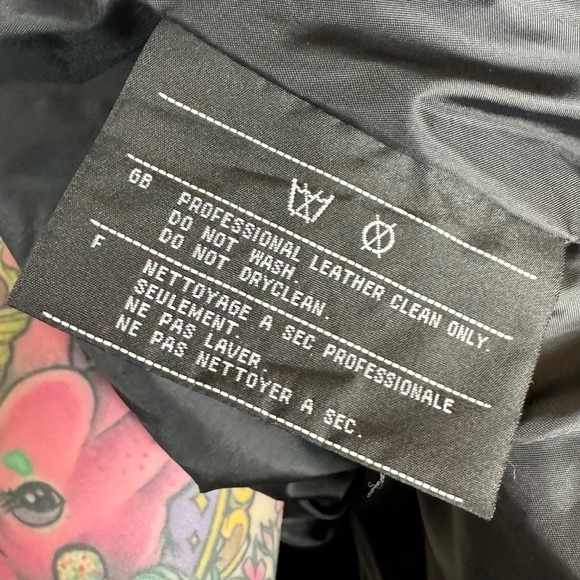 GB PROFESSIONAL LEATHER CLEAN ONLY.
DO NOT WASH.
DO NOT DRYCLEAN.
F NETTOYAGE A SEC, PROFESSIONALE
SEULEMENT.
NE PAS LAVER.
NE PAS NETTOYER A SEC.